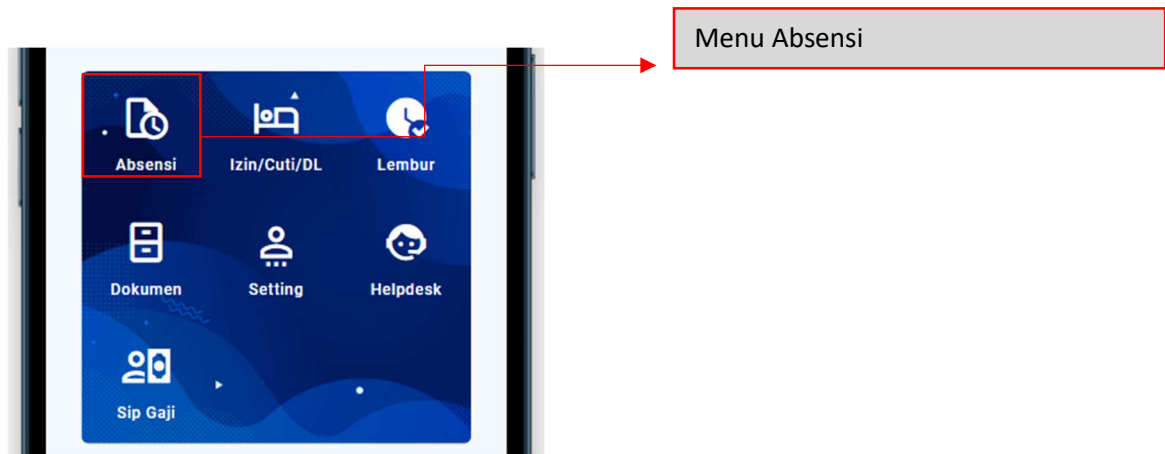 Menu Absensi
Absensi Izin/Cuti/DL Lembur
Dokumen Setting Helpdesk
Sip Gaji